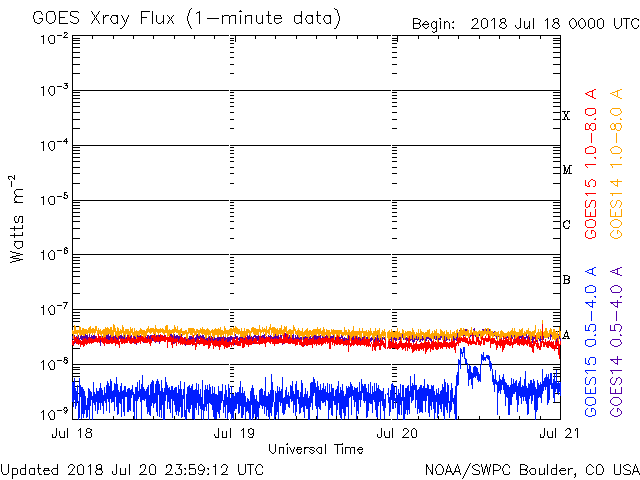 GOES Xray Flux (1-minute data)
Begin: 2018 Jul 18 0000 UTC
10⁻²
10⁻³
10⁻⁴
10⁻⁵
10⁻⁶
10⁻⁷
10⁻⁸
10⁻⁹
Watts m⁻²
X
M
C
B
A
GOES15 1.0-8.0 A
GOES14 1.0-8.0 A
GOES15 0.5-4.0 A
GOES14 0.5-4.0 A
Jul 18 Jul 19 Jul 20 Jul 21
Universal Time
Updated 2018 Jul 20 23:59:12 UTC
NOAA/SWPC Boulder, CO USA